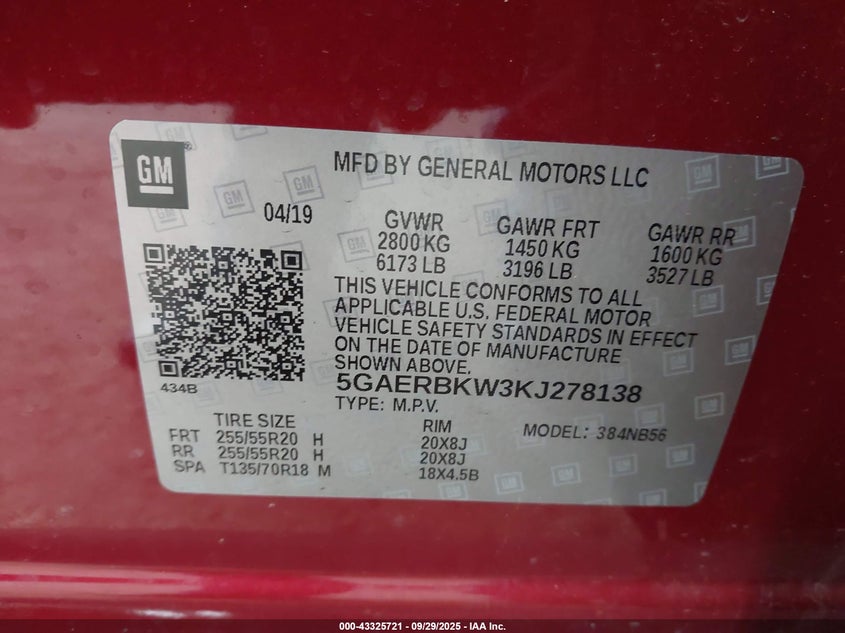 GM
MFD BY GENERAL MOTORS LLC
04/19
GVWR
2800 KG
6173 LB
GAWR FRT
1450 KG
3196 LB
GAWR RR
1600 KG
3527 LB
THIS VEHICLE CONFORMS TO ALL
APPLICABLE U.S. FEDERAL MOTOR
VEHICLE SAFETY STANDARDS IN EFFECT
ON THE DATE OF MANUFACTURE
SHOWN ABOVE.
434B
5GAERBKW3KJ278138
TYPE: M.P.V.
MODEL: 384NB56
TIRE SIZE
RIM
FRT 255/55R20 H 20X8J
RR 255/55R20 H 20X8J
SPA T135/70R18 M 18X4.5B
000-43325721 - 09/29/2025 - IAA Inc.